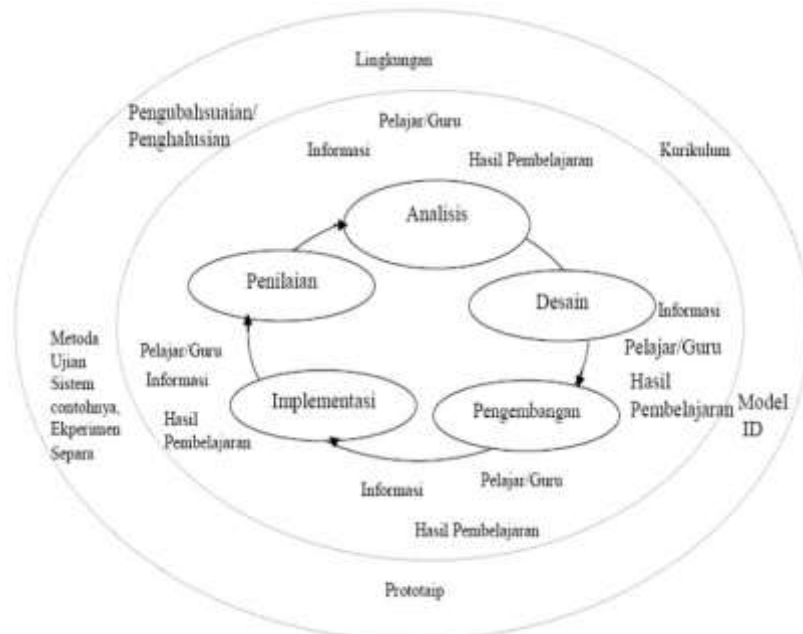 Lingkungan
Pengubahsuaian/
Penghalusian
Pelajar/Guru
Informasi
Hasil Pembelajaran
Kurikulum
Analisis
Penilaian
Desain
Informasi
Pelajar/Guru
Hasil
Pembelajaran
Model
ID
Metoda
Ujian
Sistem
contohnya,
Ekperimen
Separa
Pelajar/Guru
Informasi
Hasil
Pembelajaran
Implementasi
Pengembangan
Informasi
Pelajar/Guru
Hasil Pembelajaran
Prototaip